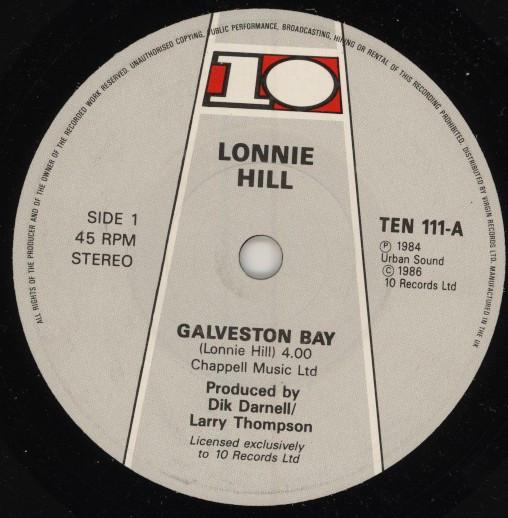 ALL RIGHTS OF THE PRODUCER AND OF THE OWNER OF THE RECORDED WORK RESERVED. UNAUTHORISED COPYING, PUBLIC PERFORMANCE, BROADCASTING, HIRING OR RENTAL OF THIS RECORDING PROHIBITED. DISTRIBUTED BY VIRGIN RECORDS LTD. MANUFACTURED IN THE UK
10
LONNIE
HILL
SIDE 1
45 RPM
STEREO
TEN 111-A
Ⓟ 1984
Urban Sound
© 1986
10 Records Ltd
GALVESTON BAY
(Lonnie Hill) 4.00
Chappell Music Ltd
Produced by
Dik Darnell/
Larry Thompson
Licensed exclusively
to 10 Records Ltd